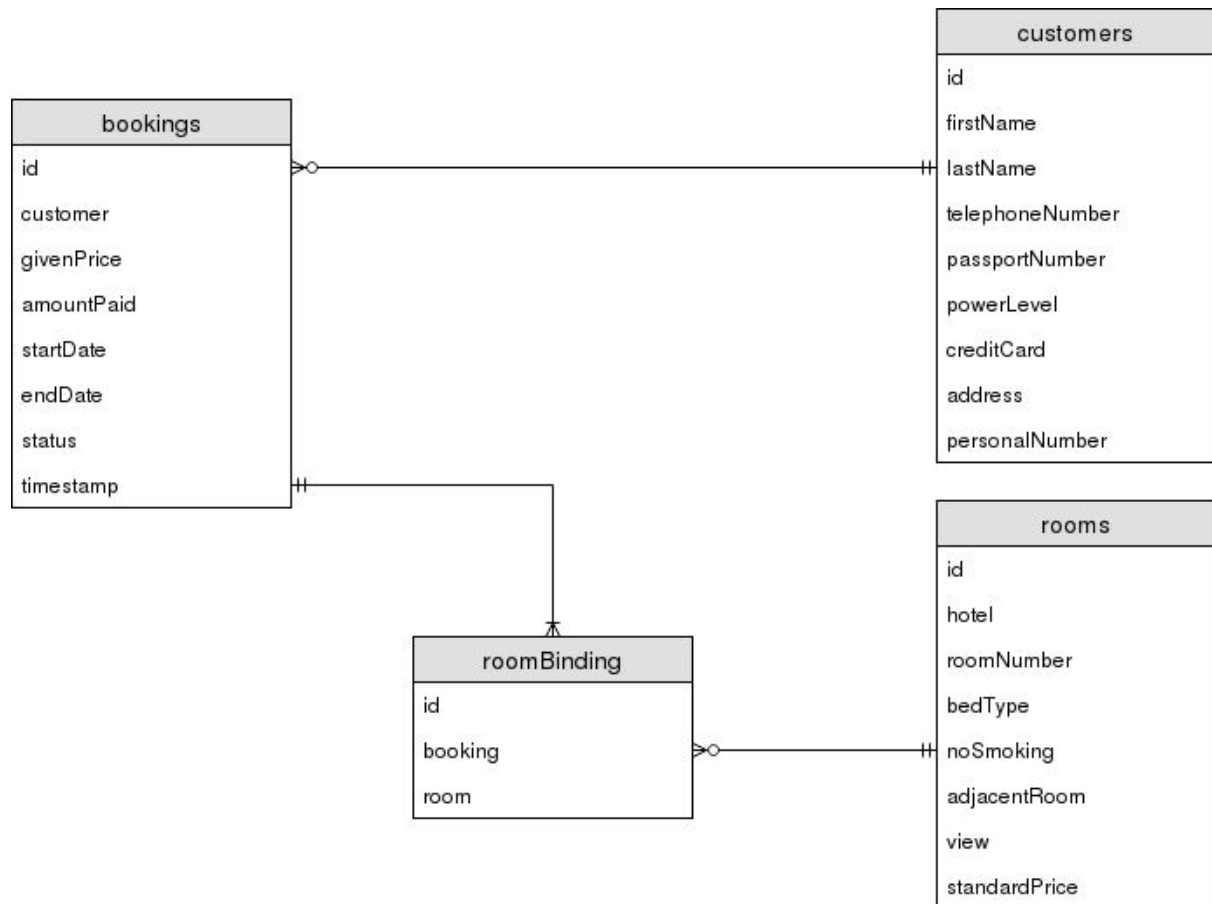 customers
id
firstName
lastName
telephoneNumber
passportNumber
powerLevel
creditCard
address
personalNumber
bookings
id
customer
givenPrice
amountPaid
startDate
endDate
status
timestamp
rooms
id
hotel
roomNumber
bedType
noSmoking
adjacentRoom
view
standardPrice
roomBinding
id
booking
room